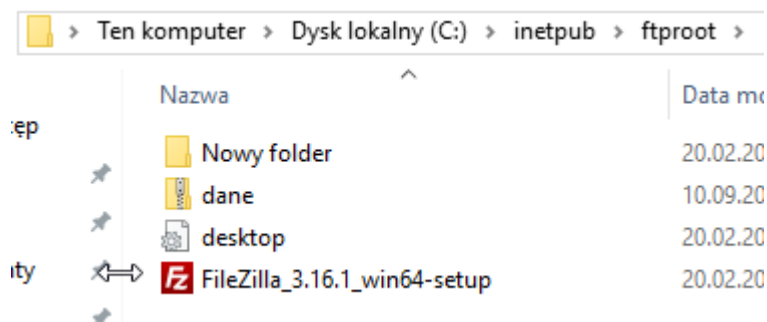 Ten komputer > Dysk lokalny (C:) > inetpub > ftproot >
Nazwa
Data mo
ęp
Nowy folder
20.02.20
dane
10.09.20
desktop
20.02.20
ty
FileZilla_3.16.1_win64-setup
20.02.20